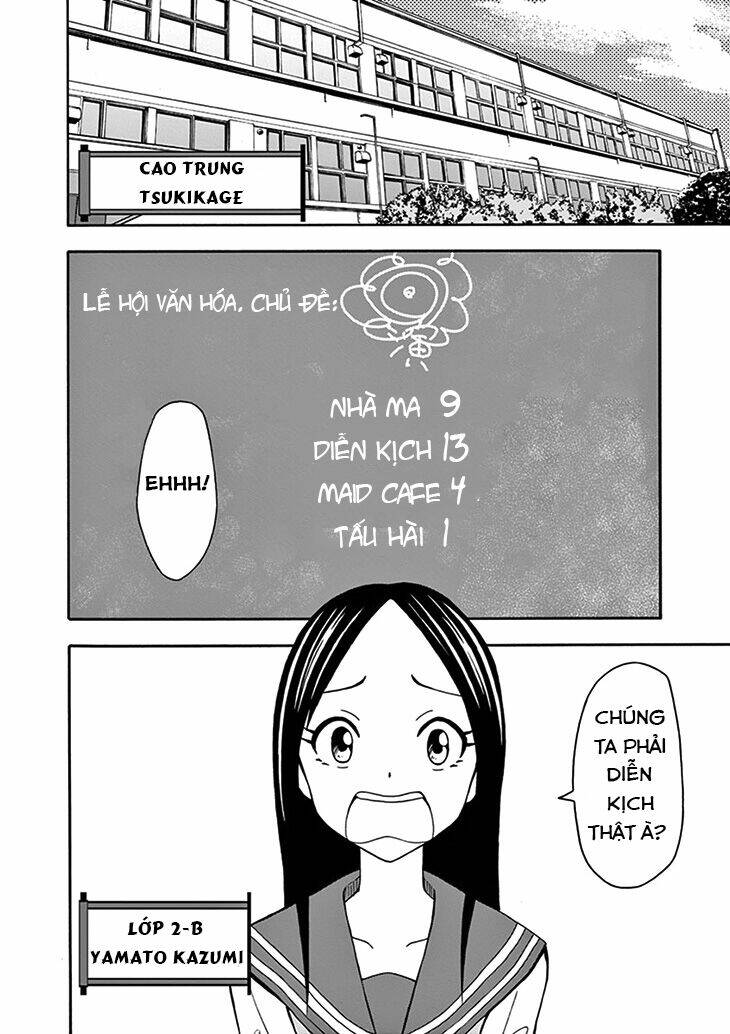 CAO TRUNG
TSUKIKAGE
LỄ HỘI VĂN HÓA, CHỦ ĐỀ:
NHÀ MA 9
DIỄN KỊCH 13
MAID CAFE 4
TẤU HÀI 1
EHHH!
CHÚNG
TA PHẢI
DIỄN
KỊCH
THẬT À?
LỚP 2-B
YAMATO KAZUMI